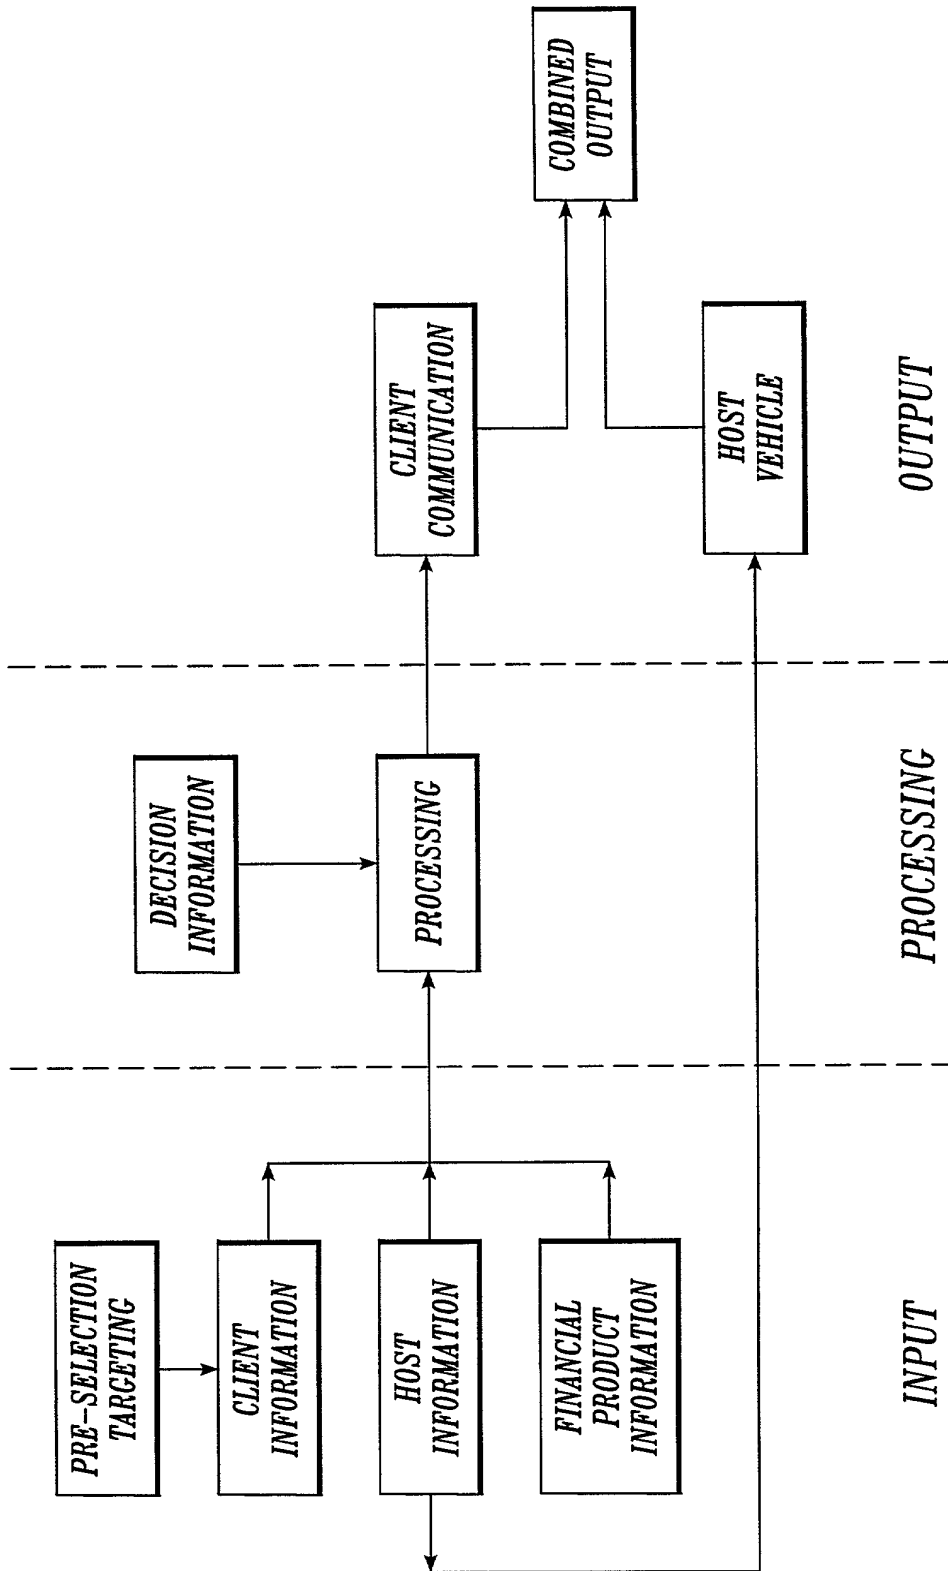 PRE-SELECTION
TARGETING
CLIENT
INFORMATION
HOST
INFORMATION
FINANCIAL
PRODUCT
INFORMATION
DECISION
INFORMATION
PROCESSING
CLIENT
COMMUNICATION
HOST
VEHICLE
COMBINED
OUTPUT
INPUT
PROCESSING
OUTPUT